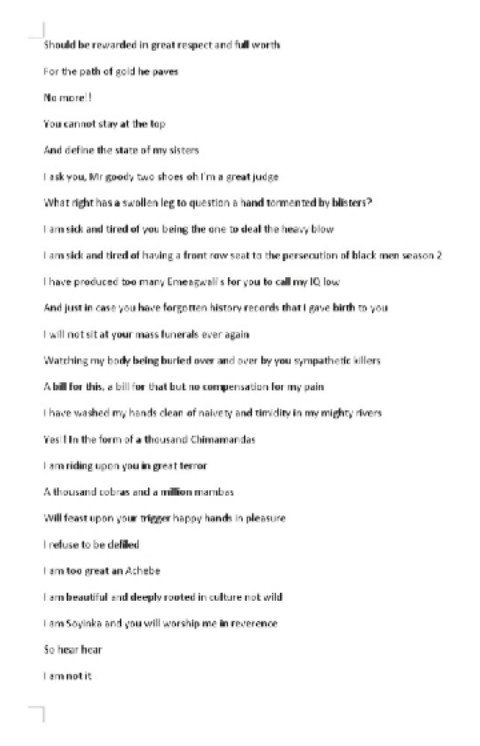 Should be rewarded in great respect and full worth
For the path of gold he paves
No more!!
You cannot stay at the top
And define the state of my sisters
I ask you, Mr goody two shoes oh I'm a great judge
What right has a swollen leg to question a hand tormented by blisters?
I am sick and tired of you being the one to deal the heavy blow
I am sick and tired of having a front row seat to the persecution of black men season 2
I have produced too many Emeagwali's for you to call my IQ low
And just in case you have forgotten history records that I gave birth to you
I will not sit at your mass funerals ever again
Watching my body being buried over and over by you sympathetic killers
A bill for this, a bill for that but no compensation for my pain
I have washed my hands clean of naivety and timidity in my mighty rivers
Yes!! In the form of a thousand Chimamandas
I am riding upon you in great terror
A thousand cobras and a million mambas
Will feast upon your trigger happy hands in pleasure
I refuse to be defiled
I am too great an Achebe
I am beautiful and deeply rooted in culture not wild
I am Soyinka and you will worship me in reverence
So hear hear
I am not it